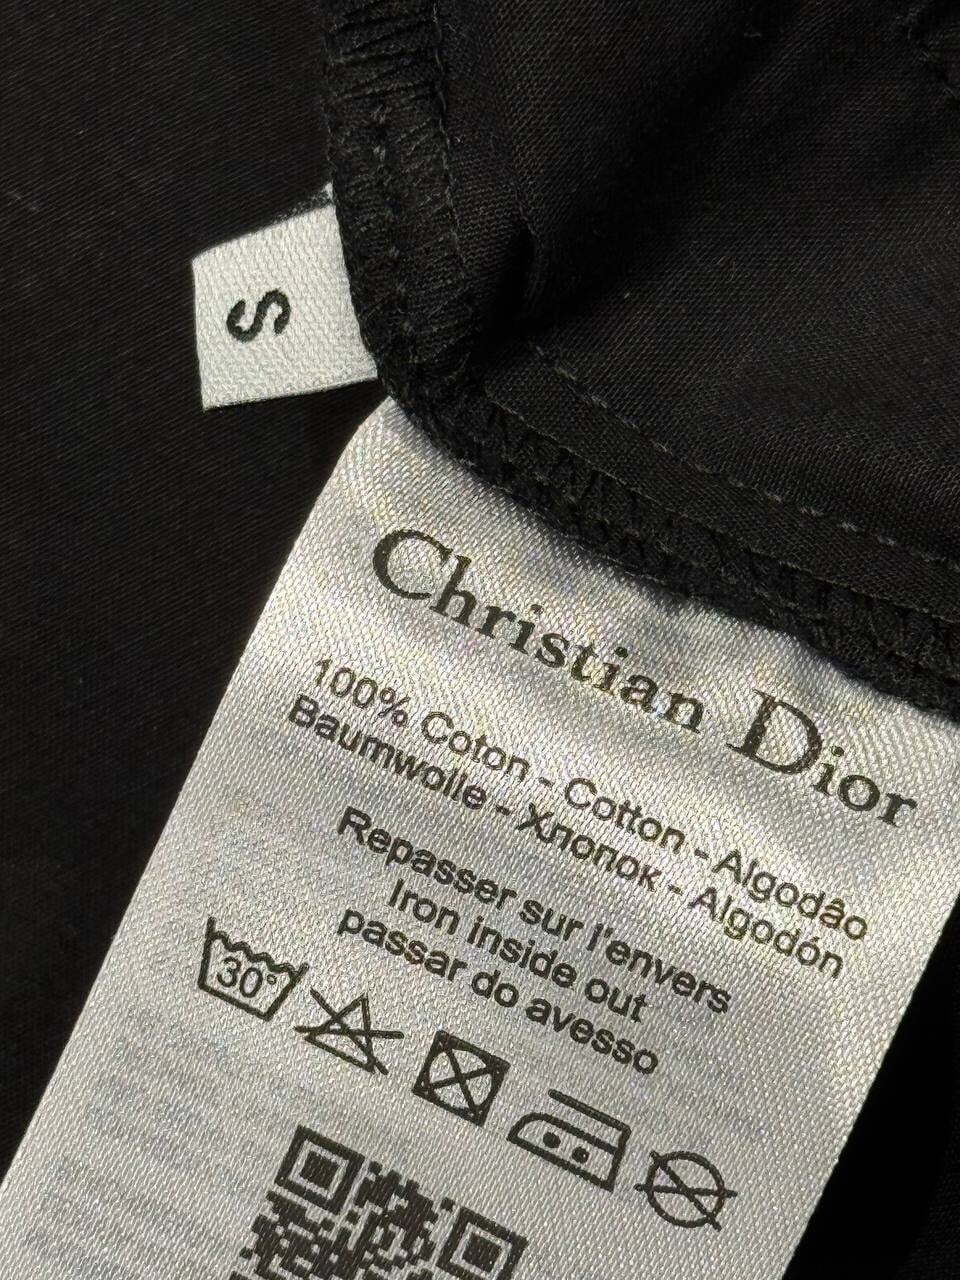 S
Christian Dior
100% Coton - Cotton - Algodão
Baumwolle - Хлопок - Algodón
Repasser sur l'envers
Iron inside out
passar do avesso
30°